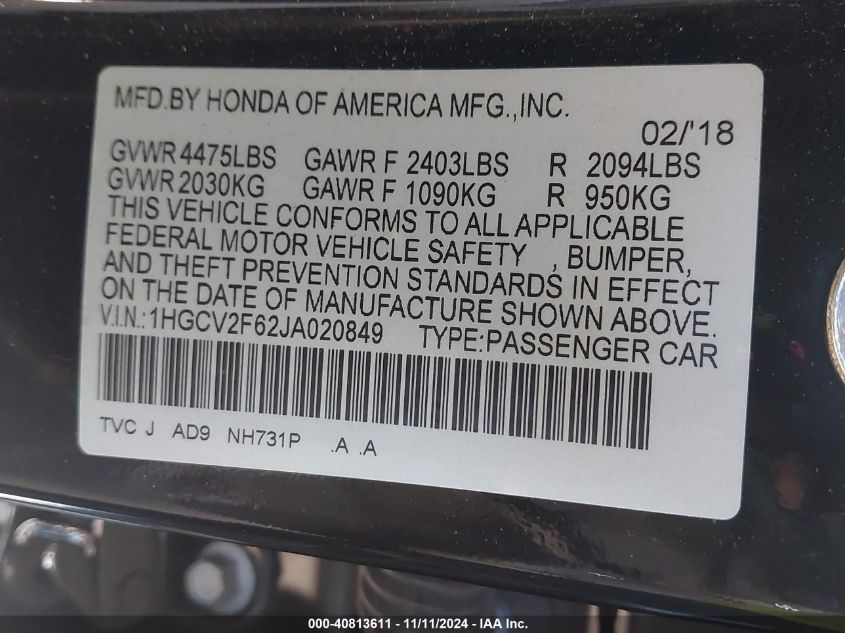 MFD.BY HONDA OF AMERICA MFG.,INC.
02/'18
GVWR 4475LBS GAWR F 2403LBS R 2094LBS
GVWR 2030KG GAWR F 1090KG R 950KG
THIS VEHICLE CONFORMS TO ALL APPLICABLE
FEDERAL MOTOR VEHICLE SAFETY , BUMPER,
AND THEFT PREVENTION STANDARDS IN EFFECT
ON THE DATE OF MANUFACTURE SHOWN ABOVE.
V.I.N.:1HGCV2F62JA020849 TYPE:PASSENGER CAR
TVC J AD9 NH731P .A .A
000-40813611 - 11/11/2024 - IAA Inc.